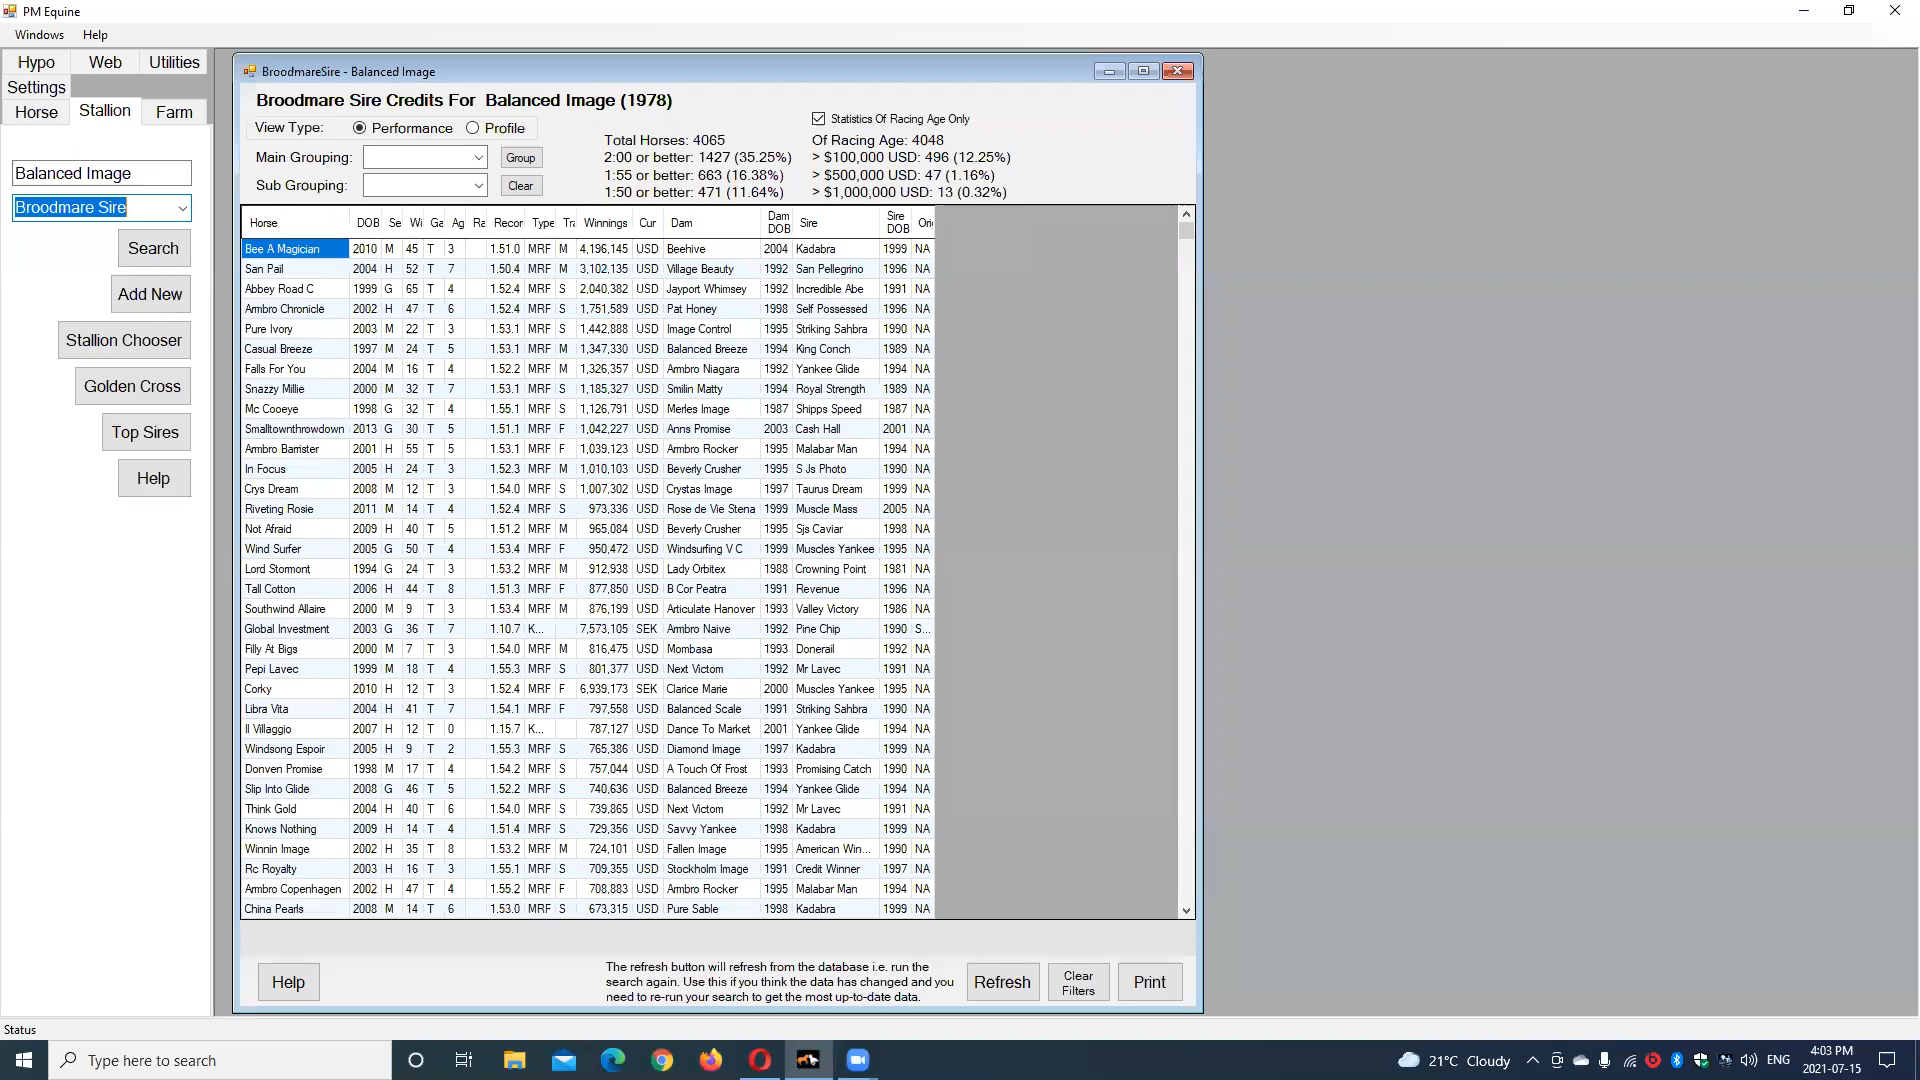 PM Equine
Windows Help
Hypo Web Utilities
Settings
Horse Stallion Farm
Balanced Image
Broodmare Sire
Search
Add New
Stallion Chooser
Golden Cross
Top Sires
Help
BroodmareSire - Balanced Image
Broodmare Sire Credits For Balanced Image (1978)
View Type: Performance Profile
Main Grouping: Group
Sub Grouping: Clear
Total Horses: 4065
2:00 or better: 1427 (35.25%)
1:55 or better: 663 (16.38%)
1:50 or better: 471 (11.64%)
Statistics Of Racing Age Only
Of Racing Age: 4048
> $100,000 USD: 496 (12.25%)
> $500,000 USD: 47 (1.16%)
> $1,000,000 USD: 13 (0.32%)
Horse DOB Se Wi Ga Ag Ra Recor Type Tra Winnings Cur Dam Dam DOB Sire Sire DOB Ori
Bee A Magician 2010 M 45 T 3 1.51.0 MRF M 4,196,145 USD Beehive 2004 Kadabra 1999 NA
San Pail 2004 H 52 T 7 1.50.4 MRF M 3,102,135 USD Village Beauty 1992 San Pellegrino 1996 NA
Abbey Road C 1999 G 65 T 4 1.52.4 MRF S 2,040,382 USD Jayport Whimsey 1992 Incredible Abe 1991 NA
Ambro Chronicle 2002 H 47 T 6 1.52.4 MRF S 1,751,589 USD Pat Honey 1998 Self Possessed 1996 NA
Pure Ivory 2003 M 22 T 3 1.53.1 MRF S 1,442,888 USD Image Control 1995 Striking Sahbra 1990 NA
Casual Breeze 1997 M 24 T 5 1.53.1 MRF M 1,347,330 USD Balanced Breeze 1994 King Conch 1989 NA
Falls For You 2004 M 16 T 4 1.52.2 MRF M 1,326,357 USD Ambro Niagara 1992 Yankee Glide 1994 NA
Snazzy Millie 2000 M 32 T 7 1.53.1 MRF S 1,185,327 USD Smilin Matty 1994 Royal Strength 1989 NA
Mc Cooeye 1998 G 32 T 4 1.55.1 MRF S 1,126,791 USD Merles Image 1987 Shipps Speed 1987 NA
Smalltownthrowdown 2013 G 30 T 5 1.51.1 MRF F 1,042,227 USD Anns Promise 2003 Cash Hall 2001 NA
Ambro Barrister 2001 H 55 T 5 1.53.1 MRF F 1,039,123 USD Ambro Rocker 1995 Malabar Man 1994 NA
In Focus 2005 H 24 T 3 1.52.3 MRF M 1,010,103 USD Beverly Crusher 1995 S Js Photo 1990 NA
Crys Dream 2008 M 12 T 3 1.54.0 MRF S 1,007,302 USD Crystas Image 1997 Taurus Dream 1999 NA
Riveting Rosie 2011 M 14 T 4 1.52.4 MRF S 973,336 USD Rose de Vie Stena 1999 Muscle Mass 2005 NA
Not Afraid 2009 H 40 T 5 1.51.2 MRF M 965,084 USD Beverly Crusher 1995 Sjs Caviar 1998 NA
Wind Surfer 2005 G 50 T 4 1.53.4 MRF F 950,472 USD Windsurfing V C 1999 Muscles Yankee 1995 NA
Lord Stormont 1994 G 24 T 3 1.53.2 MRF M 912,938 USD Lady Orbitex 1988 Crowning Point 1981 NA
Tall Cotton 2006 H 44 T 8 1.51.3 MRF F 877,850 USD B Cor Peatra 1991 Revenue 1996 NA
Southwind Allaire 2000 M 9 T 3 1.53.4 MRF M 876,199 USD Articulate Hanover 1993 Valley Victory 1986 NA
Global Investment 2003 G 36 T 7 1.10.7 K... 7,573,105 SEK Ambro Naive 1992 Pine Chip 1990 S...
Filly At Bigs 2000 M 7 T 3 1.54.0 MRF M 816,475 USD Mombasa 1993 Donerail 1992 NA
Pepi Lavec 1999 M 18 T 4 1.55.3 MRF S 801,377 USD Next Victom 1992 Mr Lavec 1991 NA
Corky 2010 H 12 T 3 1.52.4 MRF F 6,939,173 SEK Clarice Marie 2000 Muscles Yankee 1995 NA
Libra Vita 2004 H 41 T 7 1.54.1 MRF F 797,558 USD Balanced Scale 1991 Striking Sahbra 1990 NA
Il Villaggio 2007 H 12 T 0 1.15.7 K... 787,127 USD Dance To Market 2001 Yankee Glide 1994 NA
Windsong Espoir 2005 H 9 T 2 1.55.3 MRF S 765,386 USD Diamond Image 1997 Kadabra 1999 NA
Donven Promise 1998 M 17 T 4 1.54.2 MRF S 757,044 USD A Touch Of Frost 1993 Promising Catch 1990 NA
Slip Into Glide 2008 G 46 T 5 1.52.2 MRF S 740,636 USD Balanced Breeze 1994 Yankee Glide 1994 NA
Think Gold 2004 H 40 T 6 1.54.0 MRF S 739,865 USD Next Victom 1992 Mr Lavec 1991 NA
Knows Nothing 2009 H 14 T 4 1.51.4 MRF S 729,356 USD Savvy Yankee 1998 Kadabra 1999 NA
Winnin Image 2002 H 35 T 8 1.53.2 MRF M 724,101 USD Fallen Image 1995 American Win... 1990 NA
Rc Royalty 2003 H 16 T 3 1.55.1 MRF S 709,355 USD Stockholm Image 1991 Credit Winner 1997 NA
Ambro Copenhagen 2002 H 47 T 4 1.55.2 MRF F 708,883 USD Ambro Rocker 1995 Malabar Man 1994 NA
China Pearls 2008 M 14 T 6 1.53.0 MRF S 673,315 USD Pure Sable 1998 Kadabra 1999 NA
Help
The refresh button will refresh from the database i.e. run the
search again. Use this if you think the data has changed and you
need to re-run your search to get the most up-to-date data.
Refresh
Clear
Filters
Print
Status
Type here to search
21°C Cloudy
ENG
4:03 PM
2021-07-15